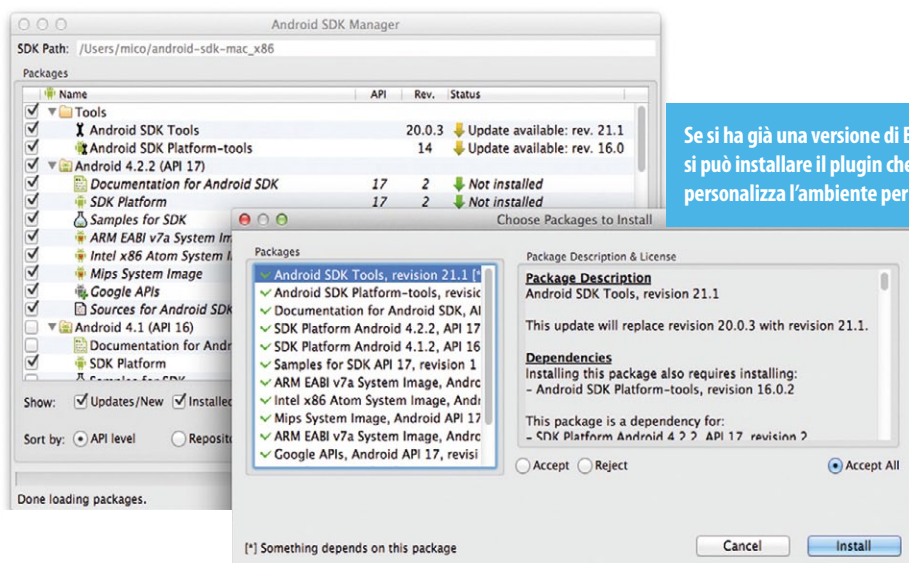 Android SDK Manager
SDK Path: /Users/mico/android-sdk-mac_x86
Packages
Name API Rev. Status
Tools
Android SDK Tools 20.0.3 Update available: rev. 21.1
Android SDK Platform-tools 14 Update available: rev. 16.0
Android 4.2.2 (API 17)
Documentation for Android SDK 17 2 Not installed
SDK Platform 17 2 Not installed
Samples for SDK
ARM EABI v7a System Im
Intel x86 Atom System I
Mips System Image
Google APIs
Sources for Android SDK
Android 4.1 (API 16)
Documentation for Andr
SDK Platform
Samples for SDK
Show: Updates/New Installed
Sort by: API level Reposito
Done loading packages.
Se si ha già una versione di E
si può installare il plugin che
personalizza l'ambiente per
Choose Packages to Install
Packages
Android SDK Tools, revision 21.1 [*
Android SDK Platform-tools, revisio
Documentation for Android SDK, AI
SDK Platform Android 4.2.2, API 17
SDK Platform Android 4.1.2, API 16
Samples for SDK API 17, revision 1
ARM EABI v7a System Image, Andro
Intel x86 Atom System Image, Andr
Mips System Image, Android API 17
ARM EABI v7a System Image, Andro
Google APIs, Android API 17, revisi
Package Description & License
Package Description
Android SDK Tools, revision 21.1
This update will replace revision 20.0.3 with revision 21.1.
Dependencies
Installing this package also requires installing:
- Android SDK Platform-tools, revision 16.0.2
This package is a dependency for:
- SDK Platform Android 4.2.2, API 17, revision 2
Accept Reject Accept All
[*] Something depends on this package
Cancel Install